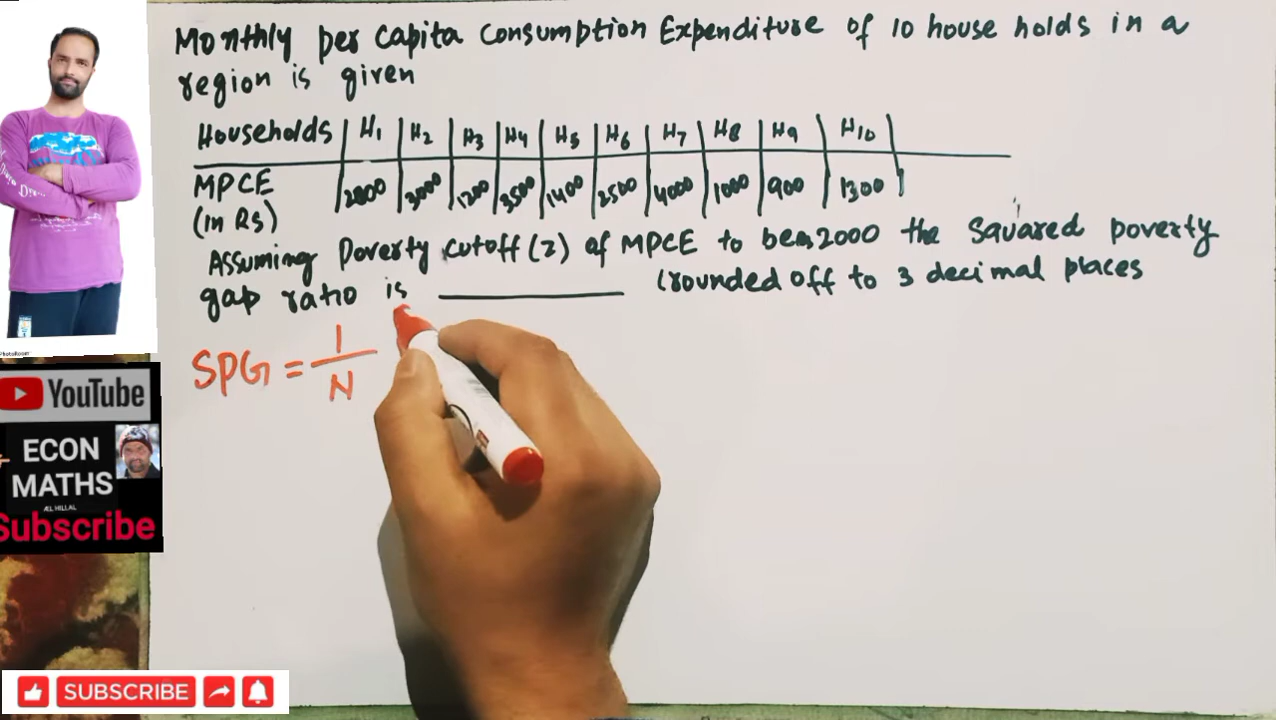 Monthly per capita Consumption Expenditure of 10 house holds in a
region is given
Households H1 H2 H3 H4 H5 H6 H7 H8 H9 H10
MPCE 3000 1200 3500 1400 2500 4000 1000 900 1300
(in Rs)
Assuming Poverty cutoff (z) of MPCE to be 2000 the squared poverty
gap ratio is (rounded off to 3 decimal places
SPG = 1
N
PhotoRoom
YouTube
ECON
MATHS
Subscribe
SUBSCRIBE